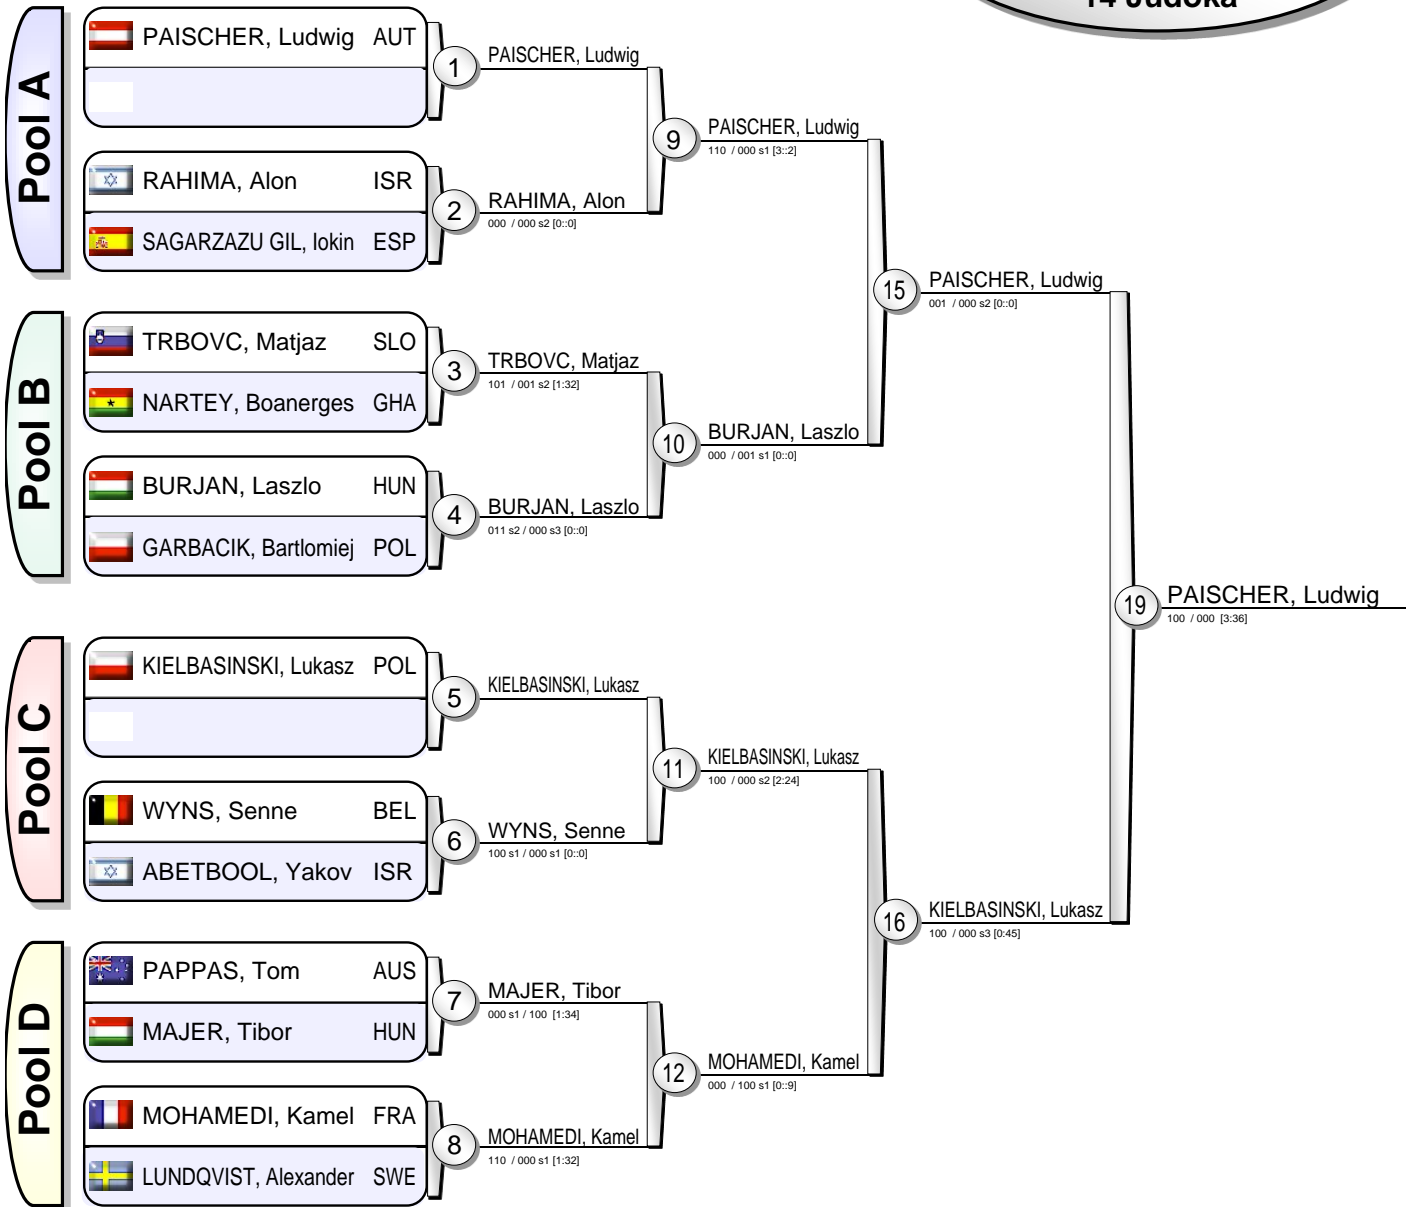 14 Judoka
Pool A
PAISCHER, Ludwig AUT
1
PAISCHER, Ludwig
RAHIMA, Alon ISR
SAGARZAZU GIL, Iokin ESP
2
RAHIMA, Alon
000 / 000 s2 [0::0]
9
PAISCHER, Ludwig
110 / 000 s1 [3::2]
Pool B
TRBOVC, Matjaz SLO
NARTEY, Boanerges GHA
3
TRBOVC, Matjaz
101 / 001 s2 [1:32]
BURJAN, Laszlo HUN
GARBACIK, Bartlomiej POL
4
BURJAN, Laszlo
011 s2 / 000 s3 [0::0]
10
BURJAN, Laszlo
000 / 001 s1 [0::0]
15
PAISCHER, Ludwig
001 / 000 s2 [0::0]
Pool C
KIELBASINSKI, Lukasz POL
5
KIELBASINSKI, Lukasz
WYNS, Senne BEL
ABETBOOL, Yakov ISR
6
WYNS, Senne
100 s1 / 000 s1 [0::0]
11
KIELBASINSKI, Lukasz
100 / 000 s2 [2:24]
Pool D
PAPPAS, Tom AUS
MAJER, Tibor HUN
7
MAJER, Tibor
000 s1 / 100 [1:34]
MOHAMEDI, Kamel FRA
LUNDQVIST, Alexander SWE
8
MOHAMEDI, Kamel
110 / 000 s1 [1:32]
12
MOHAMEDI, Kamel
000 / 100 s1 [0::9]
16
KIELBASINSKI, Lukasz
100 / 000 s3 [0:45]
19
PAISCHER, Ludwig
100 / 000 [3:36]